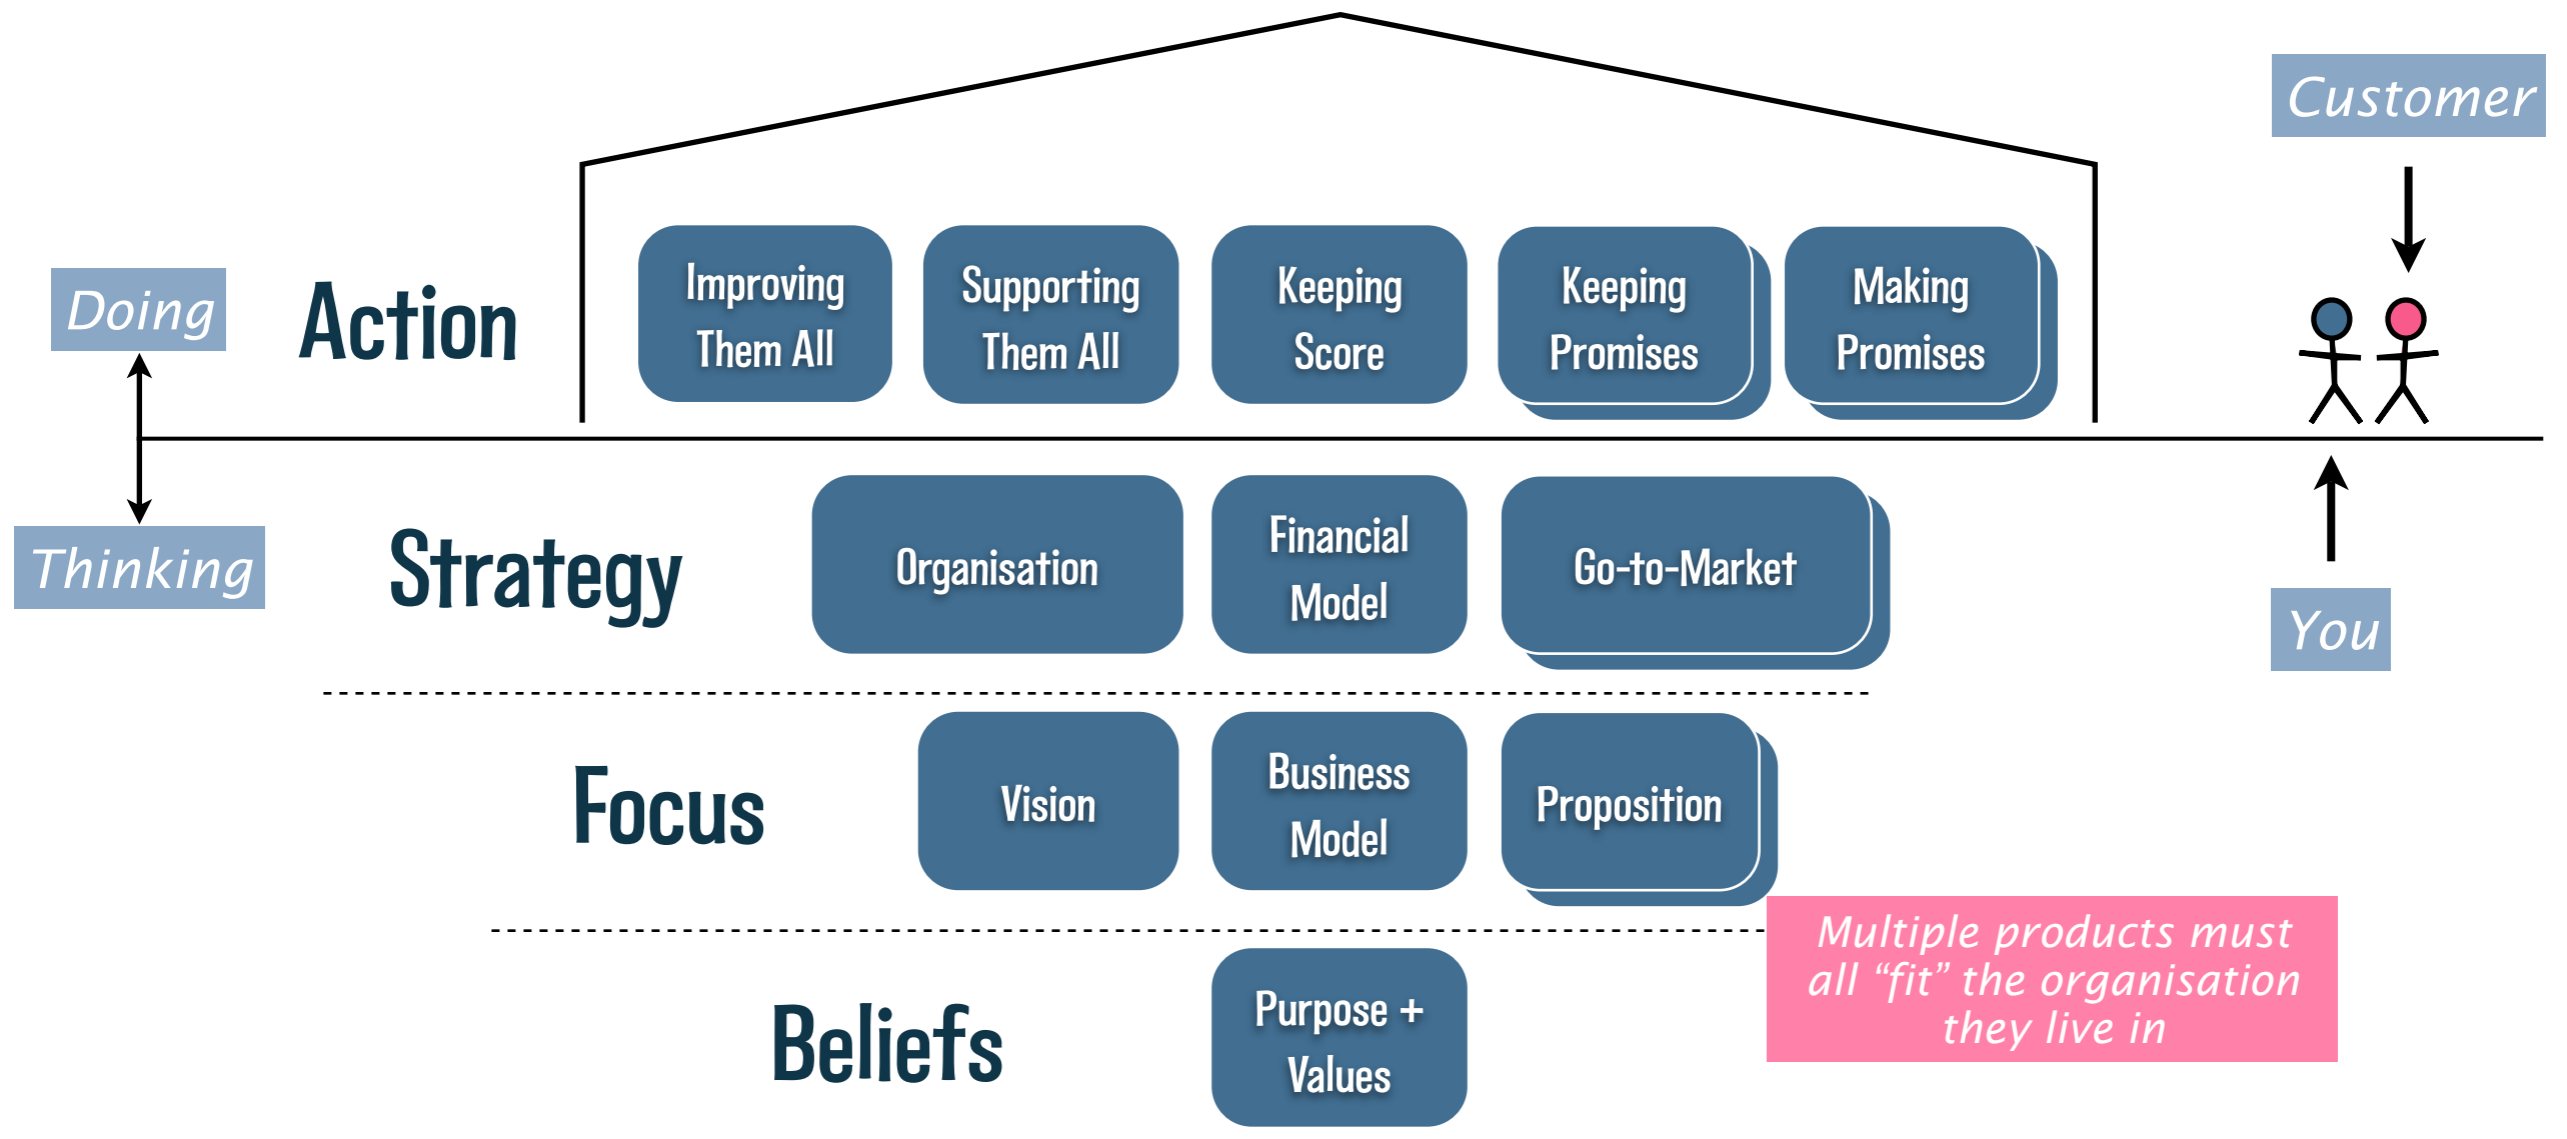 Customer
Doing
Action
Improving
Them All
Supporting
Them All
Keeping
Score
Keeping
Promises
Making
Promises
Thinking
Strategy
Organisation
Financial
Model
Go-to-Market
You
Focus
Vision
Business
Model
Proposition
Multiple products must
all “fit” the organisation
they live in
Beliefs
Purpose +
Values